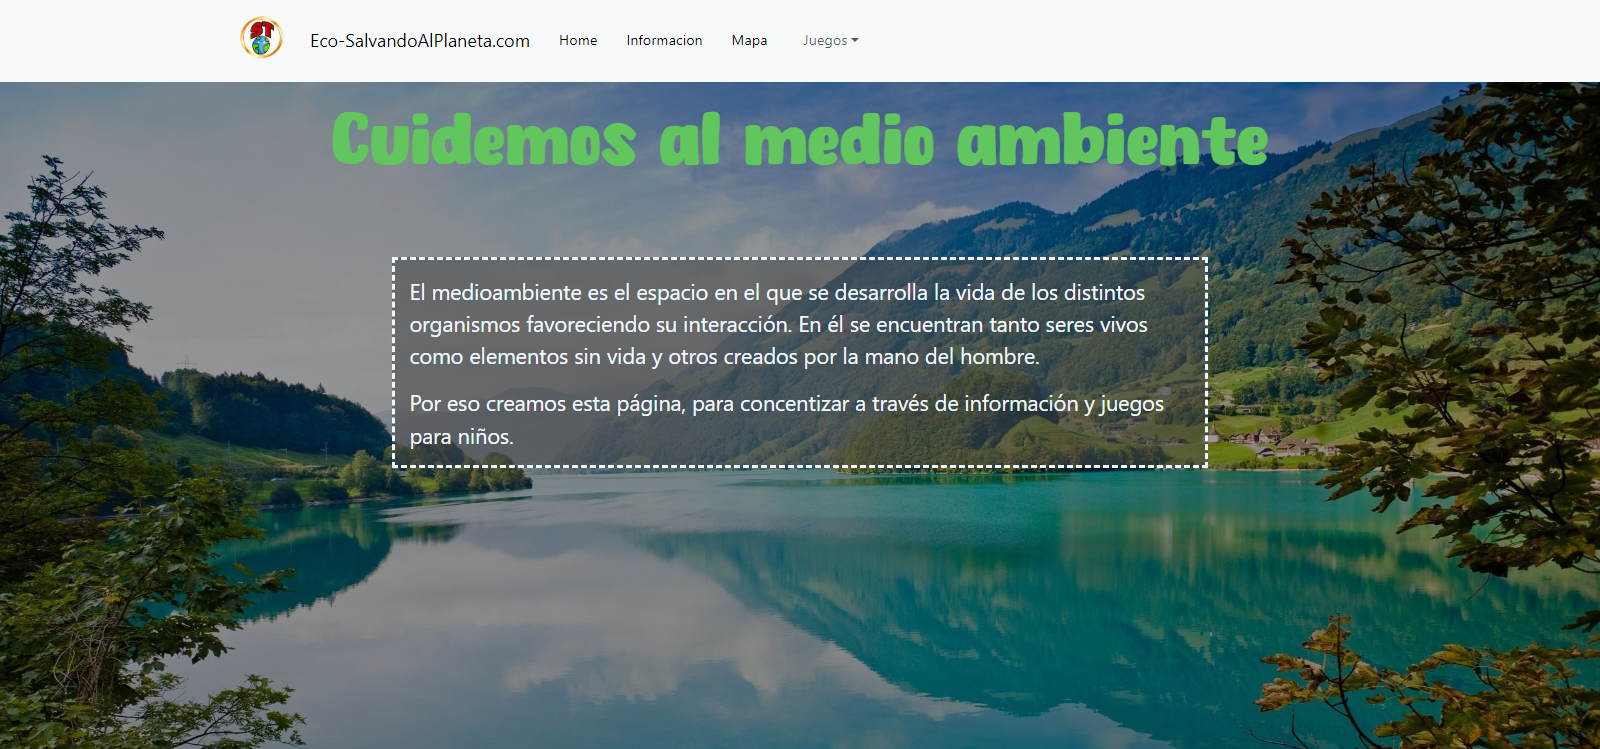 ST
Eco-SalvandoAlPlaneta.com Home Informacion Mapa Juegos
Cuidemos al medio ambiente
El medioambiente es el espacio en el que se desarrolla la vida de los distintos
organismos favoreciendo su interacción. En él se encuentran tanto seres vivos
como elementos sin vida y otros creados por la mano del hombre.
Por eso creamos esta página, para concentizar a través de información y juegos
para niños.